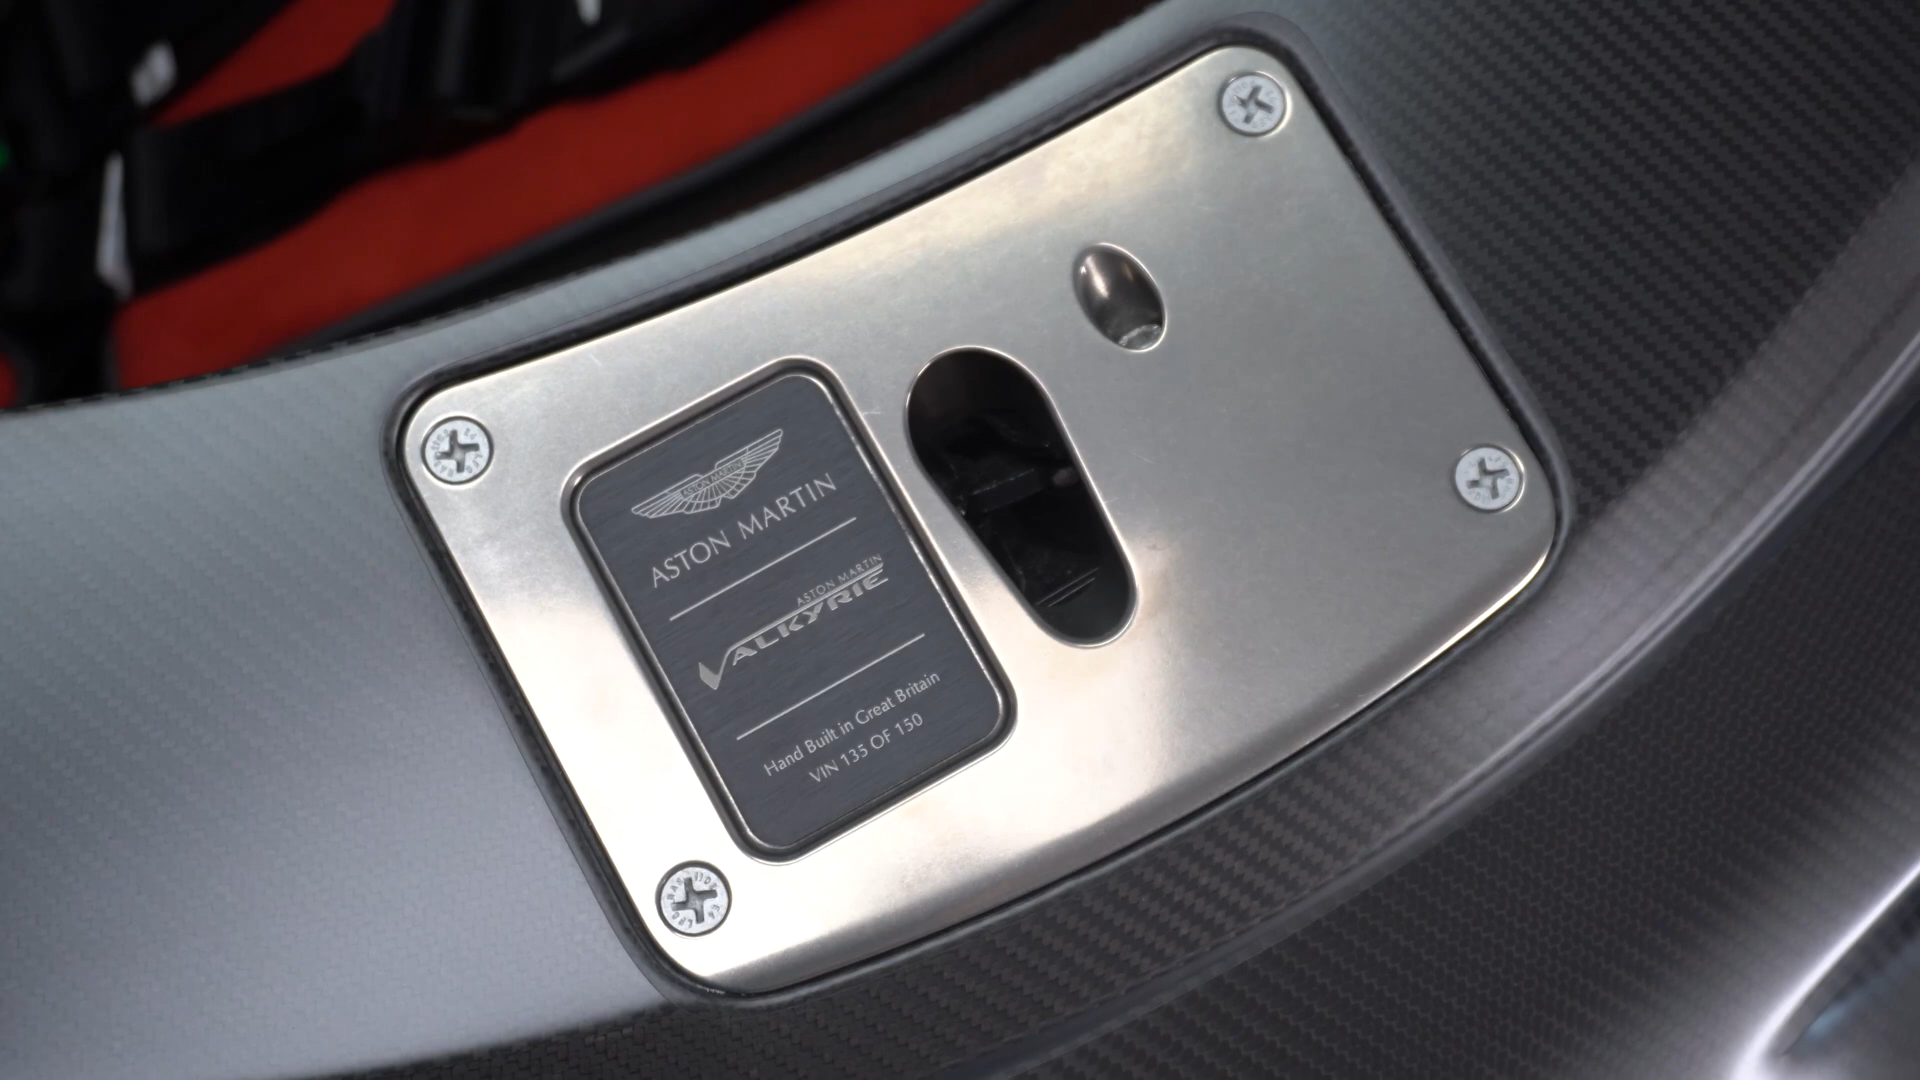 ASTON MARTIN
ASTON MARTIN
ASTON MARTIN
VALKYRIE
Hand Built in Great Britain
VIN 135 OF 150